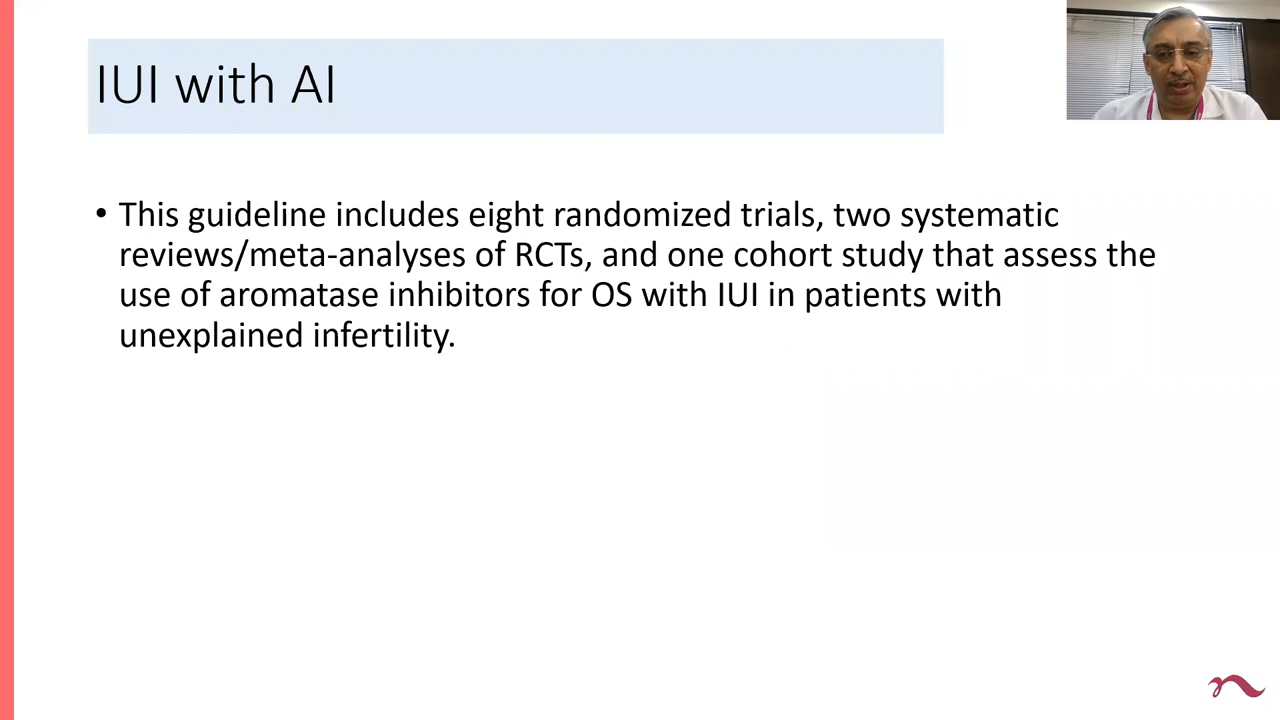 IUI with AI
• This guideline includes eight randomized trials, two systematic
reviews/meta-analyses of RCTs, and one cohort study that assess the
use of aromatase inhibitors for OS with IUI in patients with
unexplained infertility.